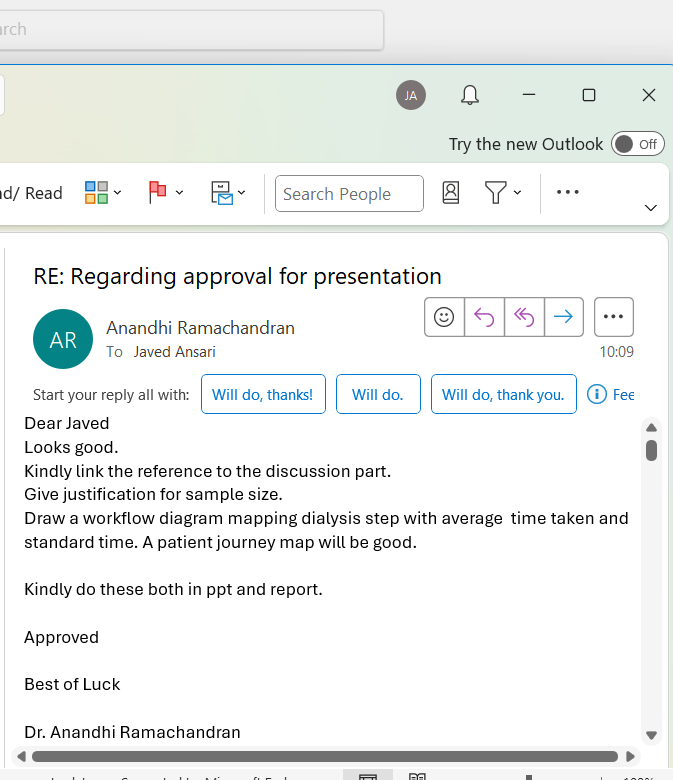 arch
JA
Try the new Outlook
Off
d/ Read
Search People
RE: Regarding approval for presentation
AR
Anandhi Ramachandran
To Javed Ansari
10:09
Start your reply all with:
Will do, thanks!
Will do.
Will do, thank you.
Fee
Dear Javed
Looks good.
Kindly link the reference to the discussion part.
Give justification for sample size.
Draw a workflow diagram mapping dialysis step with average  time taken and
standard time. A patient journey map will be good.
Kindly do these both in ppt and report.
Approved
Best of Luck
Dr. Anandhi Ramachandran